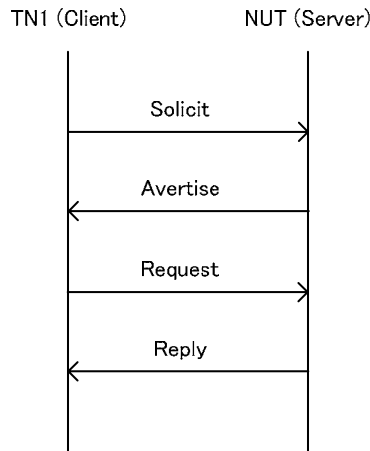 TN1 (Client) NUT (Server)
Solicit
Avertise
Request
Reply